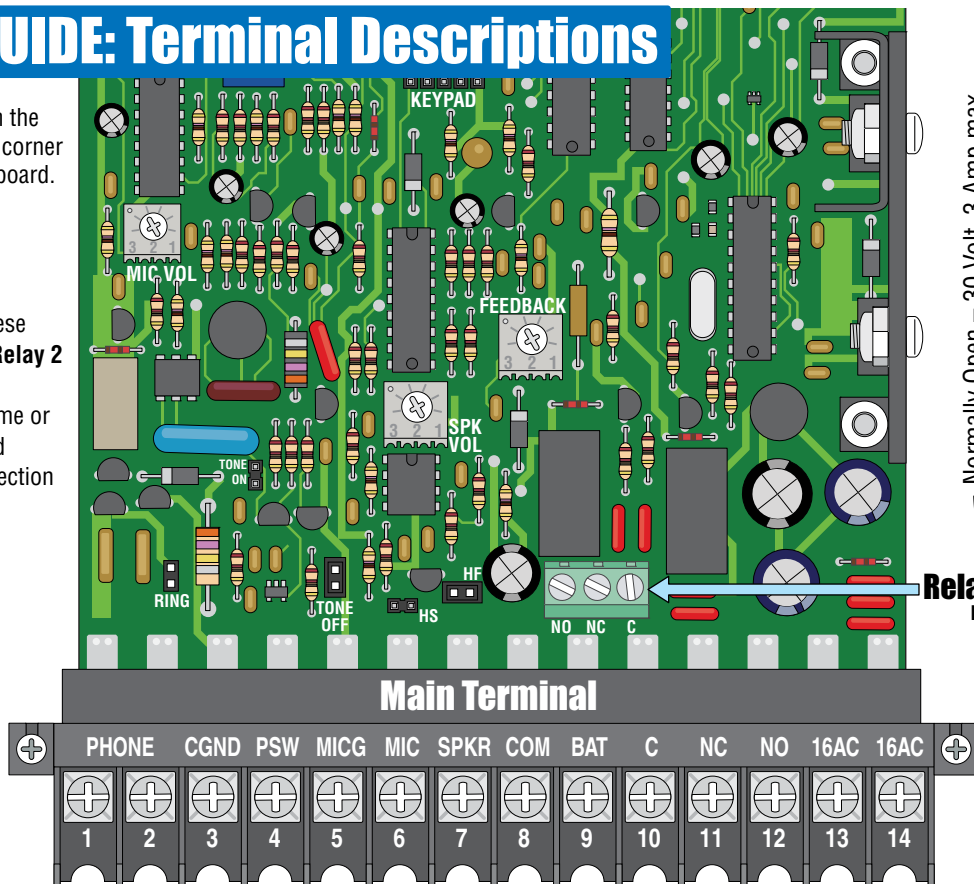 UIDE: Terminal Descriptions
the
corner
board.
Relay 2
me or
ection
KEYPAD
3 2 1
MIC VOL
FEEDBACK
3 2 1
3 2 1
SPK
VOL
TONE
ON
RING
TONE
OFF
HS
HF
NO NC C
Normally Open - 30 Volt, 3 Amp max
Main Terminal
PHONE CGND PSW MICG MIC SPKR COM BAT C NC NO 16AC 16AC
1 2 3 4 5 6 7 8 9 10 11 12 13 14